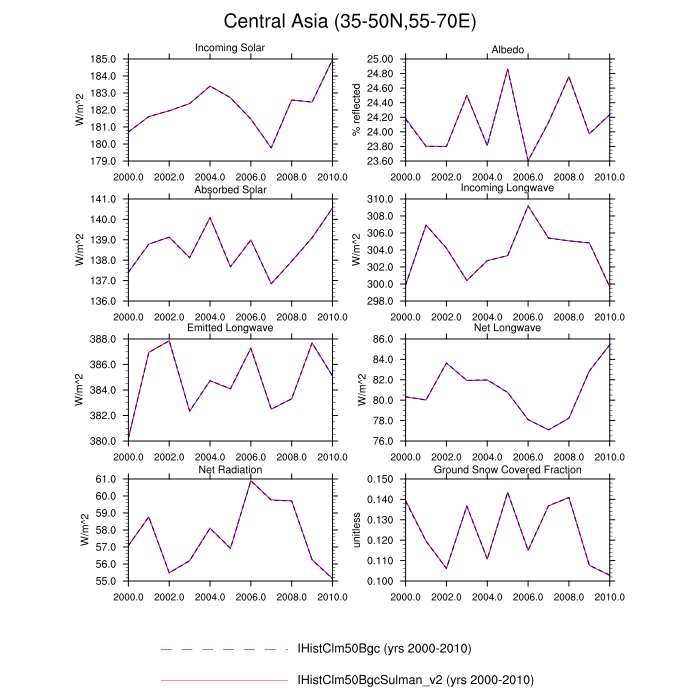 Central Asia (35-50N,55-70E)
Incoming Solar
W/m^2
185.0
184.0
183.0
182.0
181.0
180.0
179.0
2000.0 2002.0 2004.0 2006.0 2008.0 2010.0
Albedo
% reflected
25.00
24.80
24.60
24.40
24.20
24.00
23.80
23.60
2000.0 2002.0 2004.0 2006.0 2008.0 2010.0
Absorbed Solar
W/m^2
141.0
140.0
139.0
138.0
137.0
136.0
2000.0 2002.0 2004.0 2006.0 2008.0 2010.0
Incoming Longwave
W/m^2
310.0
308.0
306.0
304.0
302.0
300.0
298.0
2000.0 2002.0 2004.0 2006.0 2008.0 2010.0
Emitted Longwave
W/m^2
388.0
386.0
384.0
382.0
380.0
2000.0 2002.0 2004.0 2006.0 2008.0 2010.0
Net Longwave
W/m^2
86.0
84.0
82.0
80.0
78.0
76.0
2000.0 2002.0 2004.0 2006.0 2008.0 2010.0
Net Radiation
W/m^2
61.0
60.0
59.0
58.0
57.0
56.0
55.0
2000.0 2002.0 2004.0 2006.0 2008.0 2010.0
Ground Snow Covered Fraction
unitless
0.150
0.140
0.130
0.120
0.110
0.100
2000.0 2002.0 2004.0 2006.0 2008.0 2010.0
IHistClm50Bgc (yrs 2000-2010)
IHistClm50BgcSulman_v2 (yrs 2000-2010)